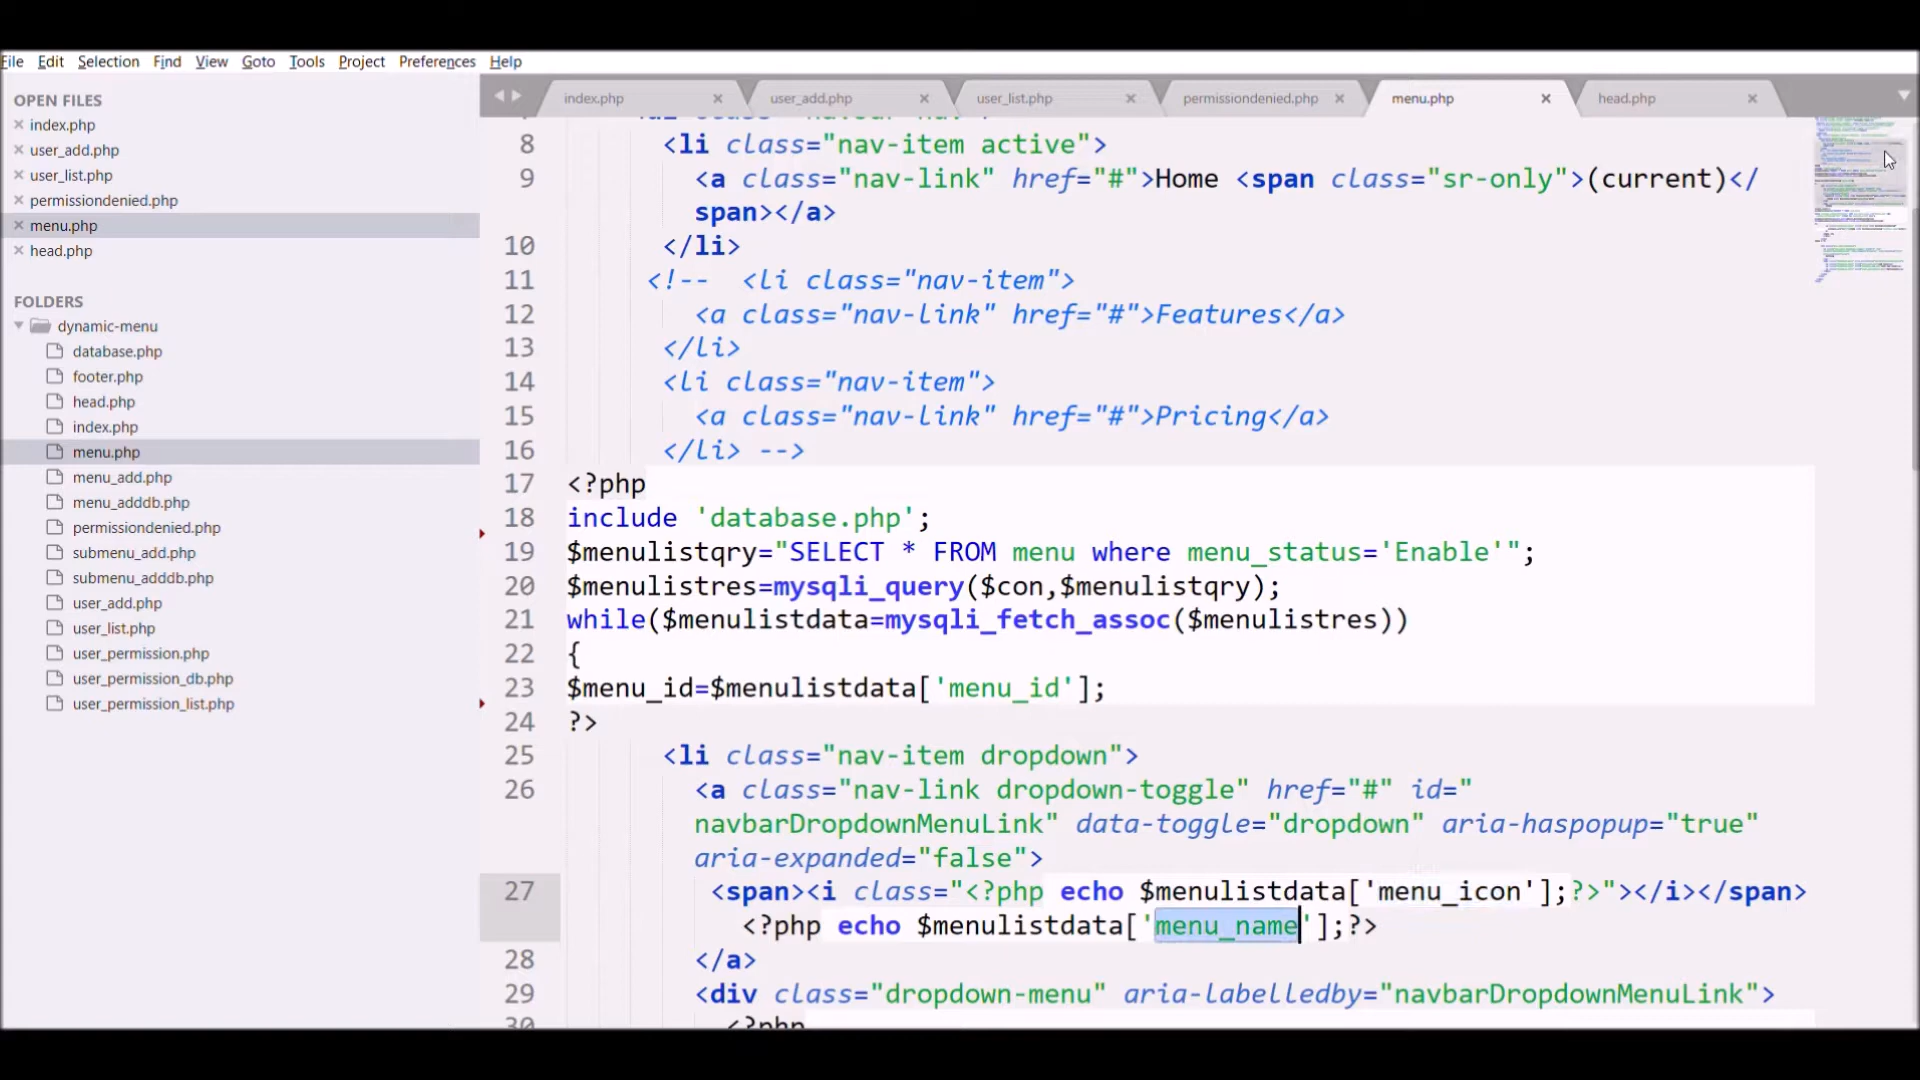 File Edit Selection Find View Goto Tools Project Preferences Help
OPEN FILES
index.php
user_add.php
user_list.php
permissiondenied.php
menu.php
head.php
FOLDERS
dynamic-menu
database.php
footer.php
head.php
index.php
menu.php
menu_add.php
menu_adddb.php
permissiondenied.php
submenu_add.php
submenu_adddb.php
user_add.php
user_list.php
user_permission.php
user_permission_db.php
user_permission_list.php
index.php user_add.php user_list.php permissiondenied.php menu.php head.php
8 <li class="nav-item active">
9 <a class="nav-link" href="#">Home <span class="sr-only">(current)</
span></a>
10 </li>
11 <!-- <li class="nav-item">
12 <a class="nav-link" href="#">Features</a>
13 </li>
14 <li class="nav-item">
15 <a class="nav-link" href="#">Pricing</a>
16 </li> -->
17 <?php
18 include 'database.php';
19 $menulistqry="SELECT * FROM menu where menu_status='Enable'";
20 $menulistres=mysqli_query($con,$menulistqry);
21 while($menulistdata=mysqli_fetch_assoc($menulistres))
22 {
23 $menu_id=$menulistdata['menu_id'];
24 ?>
25 <li class="nav-item dropdown">
26 <a class="nav-link dropdown-toggle" href="#" id="
navbarDropdownMenuLink" data-toggle="dropdown" aria-haspopup="true"
aria-expanded="false">
27 <span><i class="<?php echo $menulistdata['menu_icon'];?>"></i></span>
<?php echo $menulistdata['menu_name'];?>
28 </a>
29 <div class="dropdown-menu" aria-labelledby="navbarDropdownMenuLink">
30 <?php